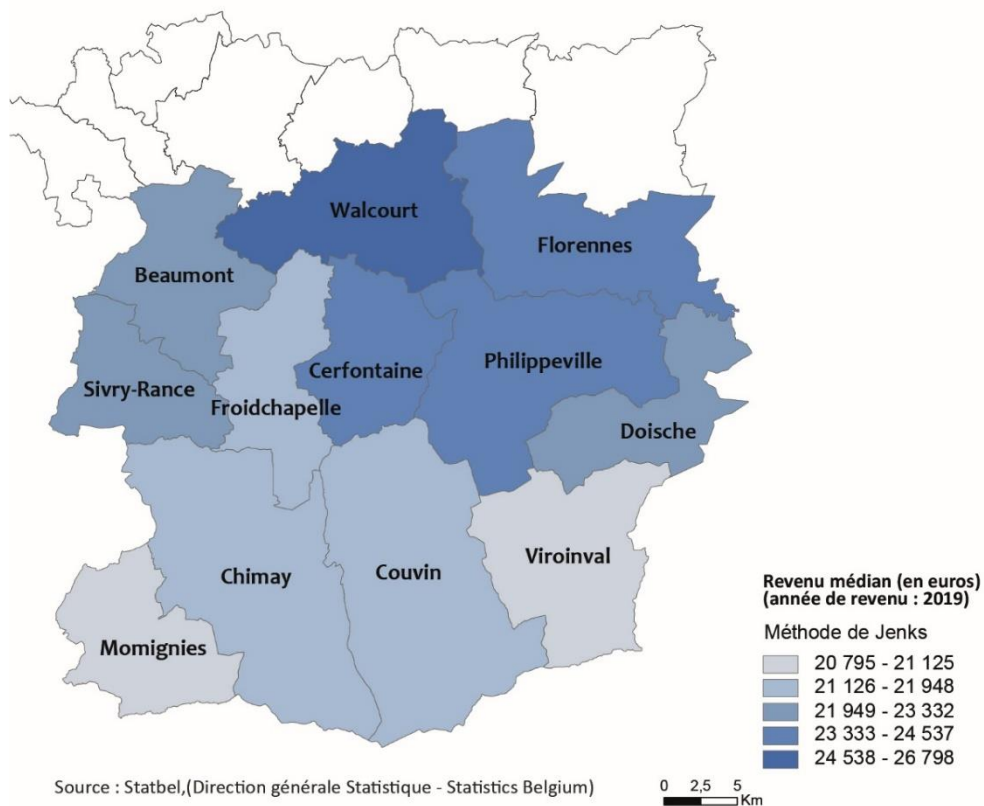 Walcourt
Florennes
Beaumont
Cerfontaine
Philippeville
Sivry-Rance
Froidchapelle
Doische
Viroinval
Chimay
Couvin
Momignies
Revenu médian (en euros)
(année de revenu : 2019)
Méthode de Jenks
20 795 - 21 125
21 126 - 21 948
21 949 - 23 332
23 333 - 24 537
24 538 - 26 798
Source : Statbel,(Direction générale Statistique - Statistics Belgium)
0 2,5 5
Km